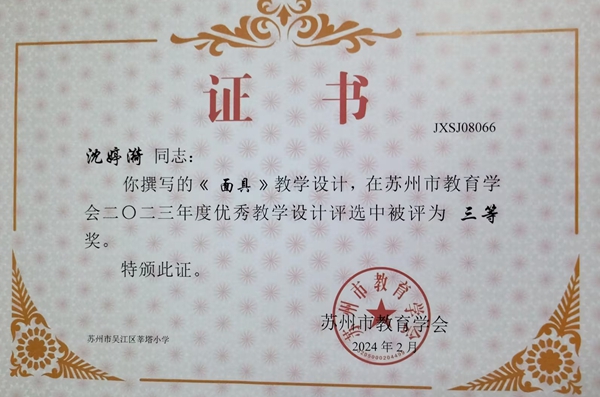 证 书
JXSJ08066
沈婷漪 同志：
你撰写的《 面具 》教学设计，在苏州市教育学
会二〇二三年度优秀教学设计评选中被评为 三等
奖。
特颁此证。
苏州市教育学会
苏州市教育学会
2024 年 2 月
苏州市吴江区莘塔小学